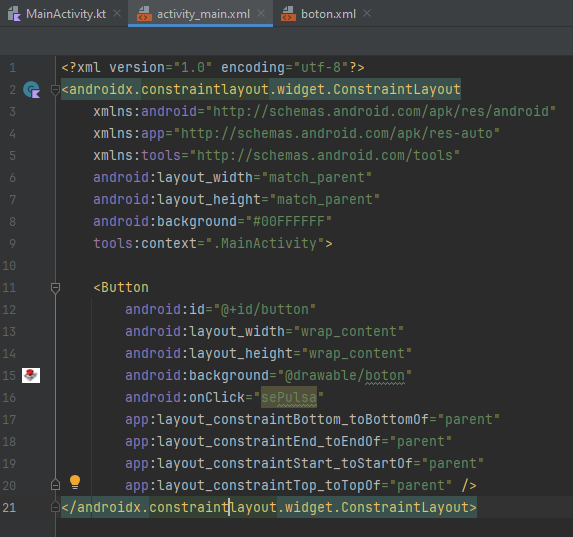 MainActivity.kt
activity_main.xml
boton.xml
1 <?xml version="1.0" encoding="utf-8"?>
2 <androidx.constraintlayout.widget.ConstraintLayout
3 xmlns:android="http://schemas.android.com/apk/res/android"
4 xmlns:app="http://schemas.android.com/apk/res-auto"
5 xmlns:tools="http://schemas.android.com/tools"
6 android:layout_width="match_parent"
7 android:layout_height="match_parent"
8 android:background="#00FFFFFF"
9 tools:context=".MainActivity">
10
11 <Button
12 android:id="@+id/button"
13 android:layout_width="wrap_content"
14 android:layout_height="wrap_content"
15 android:background="@drawable/boton"
16 android:onClick="sePulsa"
17 app:layout_constraintBottom_toBottomOf="parent"
18 app:layout_constraintEnd_toEndOf="parent"
19 app:layout_constraintStart_toStartOf="parent"
20 app:layout_constraintTop_toTopOf="parent" />
21 </androidx.constraintlayout.widget.ConstraintLayout>